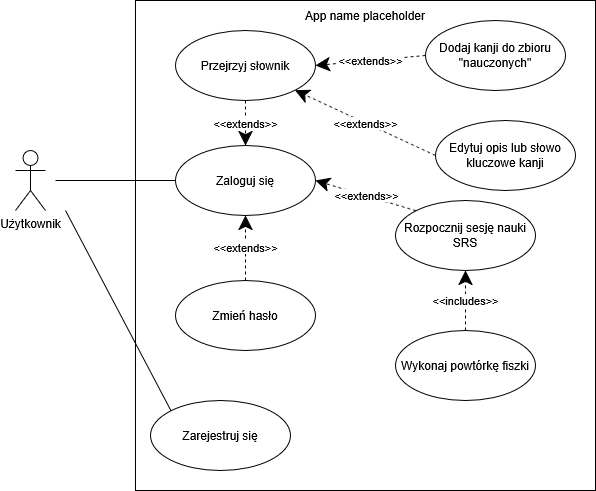 App name placeholder
Przejrzyj słownik
<<extends>>
Dodaj kanji do zbioru
"nauczonych"
<<extends>>
<<extends>>
Edytuj opis lub słowo
kluczowe kanji
Użytkownik
Zaloguj się
<<extends>>
Rozpocznij sesję nauki
SRS
<<extends>>
<<includes>>
Zmień hasło
Wykonaj powtórkę fiszki
Zarejestruj się